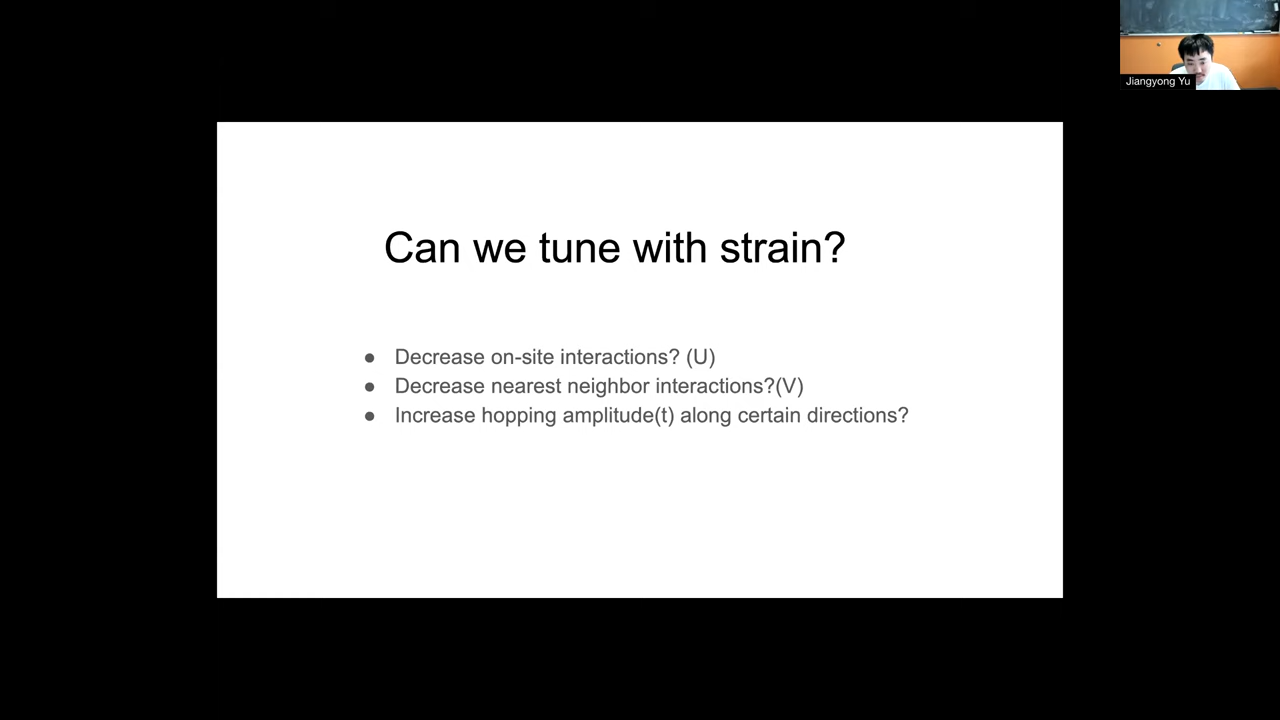 Jiangyong Yu
Can we tune with strain?
● Decrease on-site interactions? (U)
● Decrease nearest neighbor interactions?(V)
● Increase hopping amplitude(t) along certain directions?